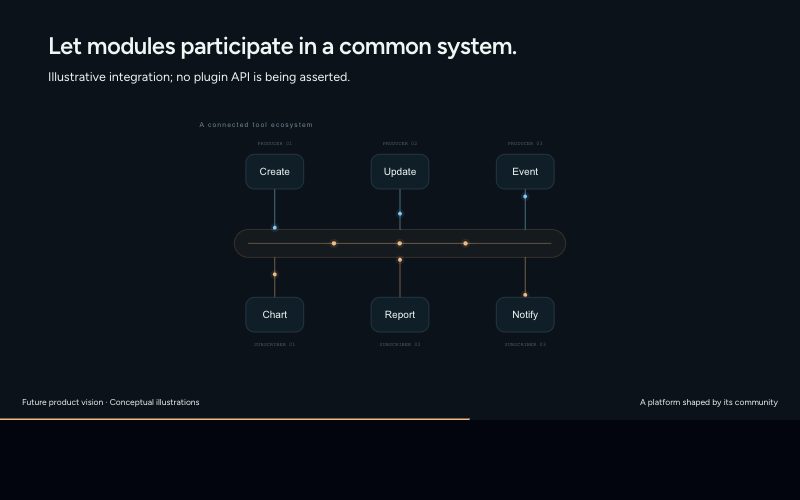 Let modules participate in a common system.
Illustrative integration; no plugin API is being asserted.
A connected tool ecosystem
PRODUCER 01 PRODUCER 02 PRODUCER 03
Create Update Event
Chart Report Notify
SUBSCRIBER 01 SUBSCRIBER 02 SUBSCRIBER 03
Future product vision · Conceptual illustrations
A platform shaped by its community